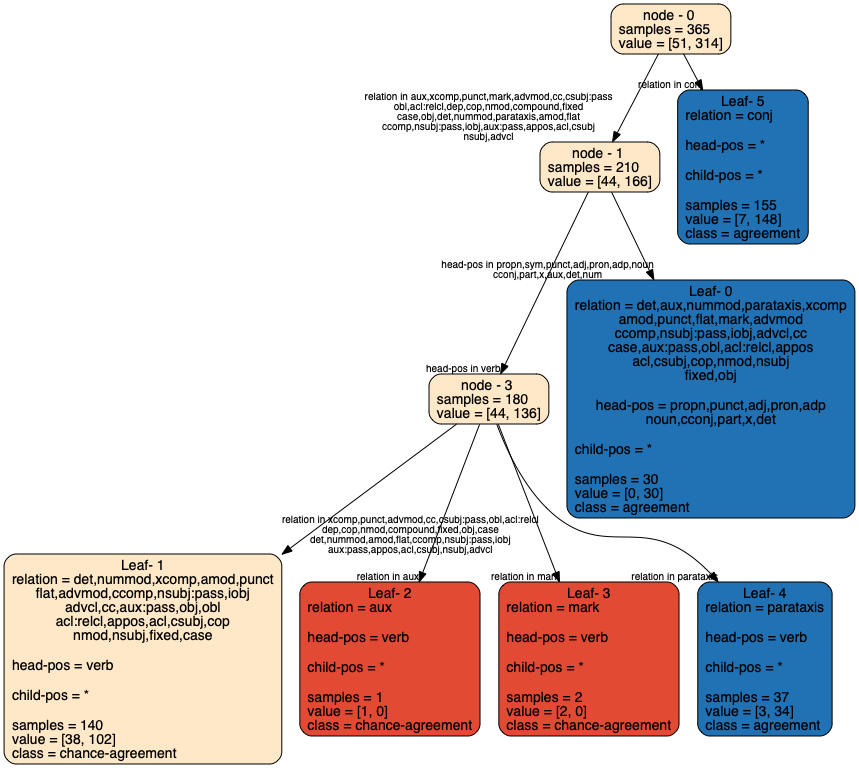 node - 0
samples = 365
value = [51, 314]
relation in aux,xcomp,punct,mark,advmod,cc,csubj:pass
obl,acl:relcl,dep,cop,nmod,compound,fixed
case,obj,det,nummod,parataxis,amod,flat
ccomp,nsubj:pass,iobj,aux:pass,appos,acl,csubj
nsubj,advcl
relation in conj
Leaf- 5
relation = conj
head-pos = *
child-pos = *
samples = 155
value = [7, 148]
class = agreement
node - 1
samples = 210
value = [44, 166]
head-pos in propn,sym,punct,adj,pron,adp,noun
cconj,part,x,aux,det,num
Leaf- 0
relation = det,aux,nummod,parataxis,xcomp
amod,punct,flat,mark,advmod
ccomp,nsubj:pass,iobj,advcl,cc
case,aux:pass,obl,acl:relcl,appos
acl,csubj,cop,nmod,nsubj
fixed,obj
head-pos = propn,punct,adj,pron,adp
noun,cconj,part,x,det
child-pos = *
samples = 30
value = [0, 30]
class = agreement
head-pos in verb
node - 3
samples = 180
value = [44, 136]
relation in xcomp,punct,advmod,cc,csubj:pass,obl,acl:relcl
dep,cop,nmod,compound,fixed,obj,case
det,nummod,amod,flat,ccomp,nsubj:pass,iobj
aux:pass,appos,acl,csubj,nsubj,advcl
Leaf- 1
relation = det,nummod,xcomp,amod,punct
flat,advmod,ccomp,nsubj:pass,iobj
advcl,cc,aux:pass,obj,obl
acl:relcl,appos,acl,csubj,cop
nmod,nsubj,fixed,case
head-pos = verb
child-pos = *
samples = 140
value = [38, 102]
class = chance-agreement
relation in aux
Leaf- 2
relation = aux
head-pos = verb
child-pos = *
samples = 1
value = [1, 0]
class = chance-agreement
relation in mark
Leaf- 3
relation = mark
head-pos = verb
child-pos = *
samples = 2
value = [2, 0]
class = chance-agreement
relation in parataxis
Leaf- 4
relation = parataxis
head-pos = verb
child-pos = *
samples = 37
value = [3, 34]
class = agreement